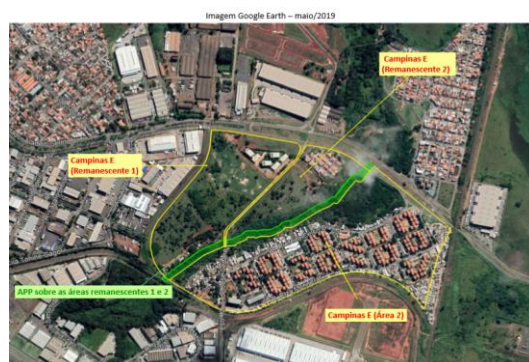 Imagem Google Earth – maio/2019
Campinas E
(Remanescente 2)
Campinas E
(Remanescente 1)
APP sobre as áreas remanescentes 1 e 2
Campinas E (Área 2)